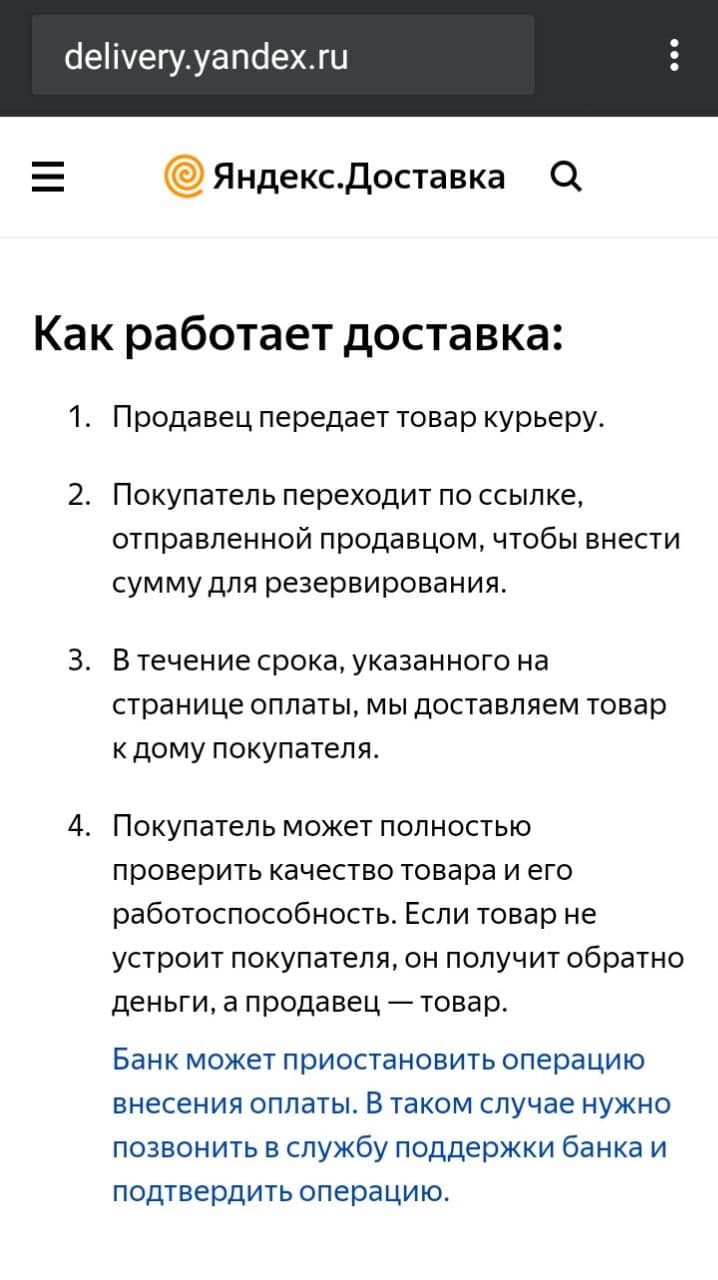 delivery.yandex.ru
Яндекс.Доставка
Как работает доставка:
1. Продавец передает товар курьеру.
2. Покупатель переходит по ссылке,
отправленной продавцом, чтобы внести
сумму для резервирования.
3. В течение срока, указанного на
странице оплаты, мы доставляем товар
к дому покупателя.
4. Покупатель может полностью
проверить качество товара и его
работоспособность. Если товар не
устроит покупателя, он получит обратно
деньги, а продавец — товар.
Банк может приостановить операцию
внесения оплаты. В таком случае нужно
позвонить в службу поддержки банка и
подтвердить операцию.